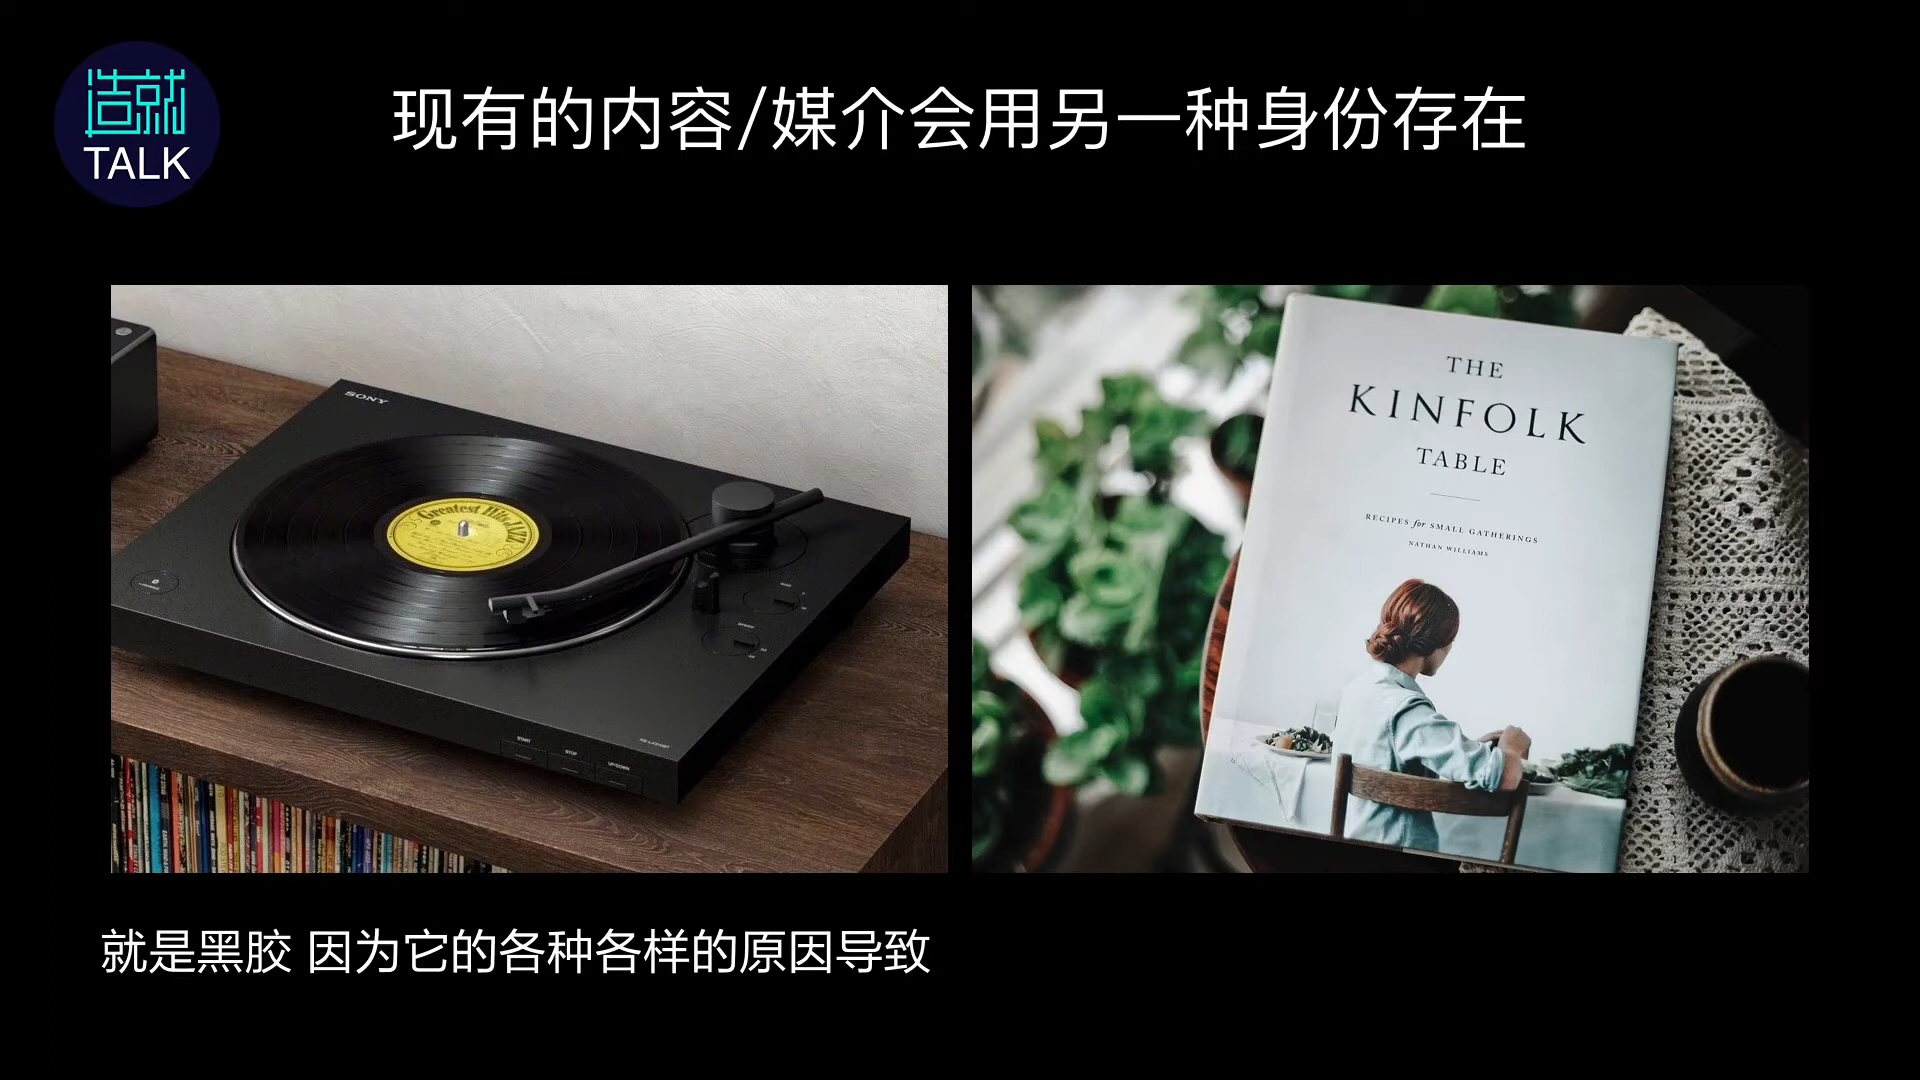 造就
TALK
现有的内容/媒介会用另一种身份存在
SONY
Greatest Hits
START
STOP
UP/DOWN
THE
KINFOLK
TABLE
RECIPES for SMALL GATHERINGS
NATHAN WILLIAMS
就是黑胶 因为它的各种各样的原因导致